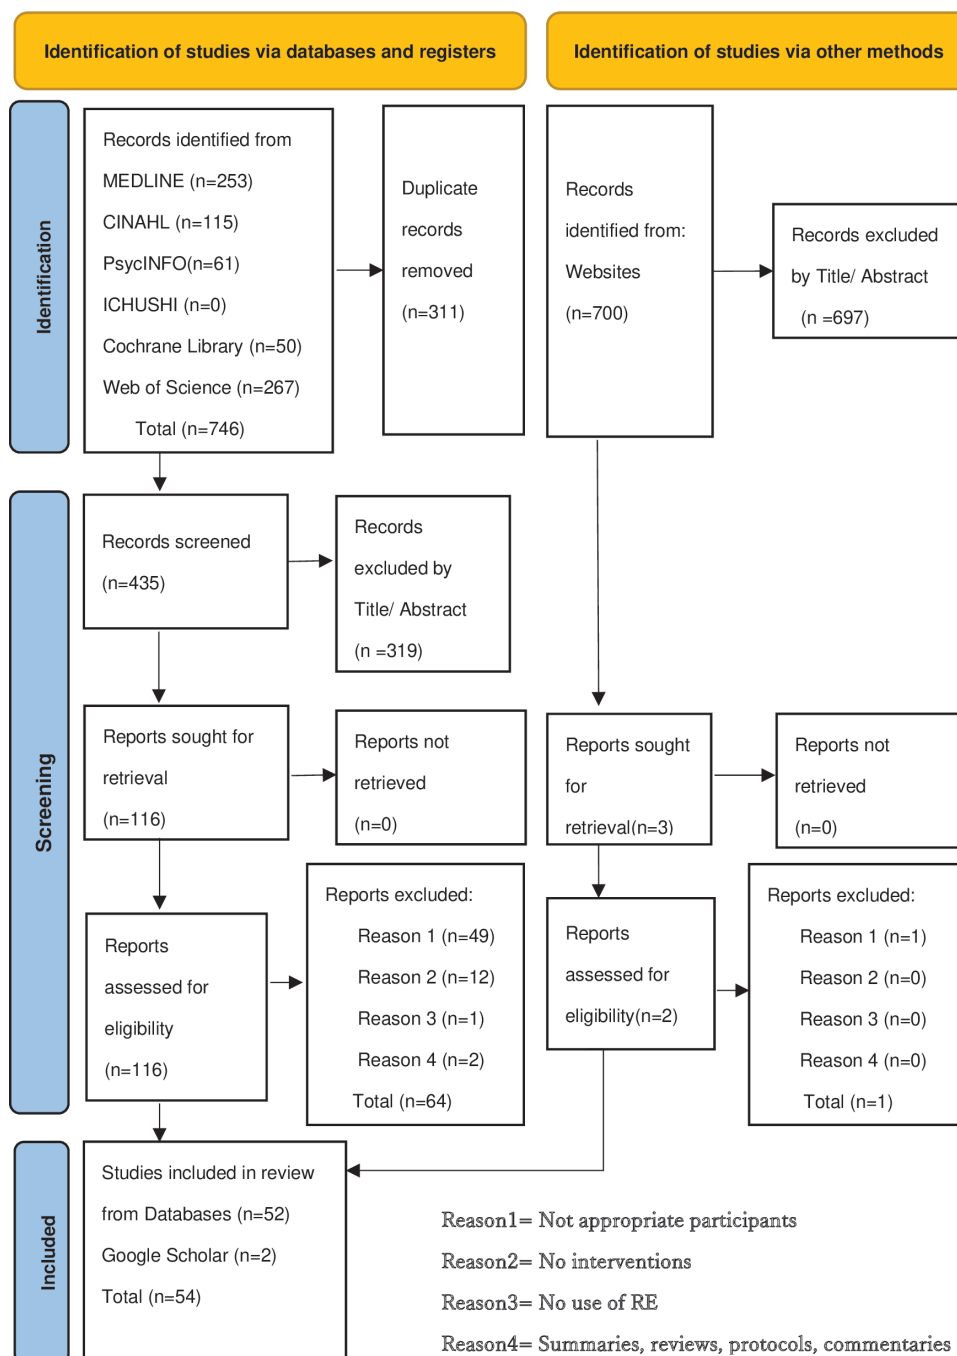 Identification of studies via databases and registers
Identification of studies via other methods
Identification
Records identified from
MEDLINE (n=253)
CINAHL (n=115)
PsycINFO(n=61)
ICHUSHI (n=0)
Cochrane Library (n=50)
Web of Science (n=267)
Total (n=746)
Duplicate
records
removed
(n=311)
Records
identified from:
Websites
(n=700)
Records excluded
by Title/ Abstract
(n =697)
Screening
Records screened
(n=435)
Records
excluded by
Title/ Abstract
(n =319)
Reports sought for
retrieval
(n=116)
Reports not
retrieved
(n=0)
Reports sought
for
retrieval(n=3)
Reports not
retrieved
(n=0)
Reports
assessed for
eligibility
(n=116)
Reports excluded:
Reason 1 (n=49)
Reason 2 (n=12)
Reason 3 (n=1)
Reason 4 (n=2)
Total (n=64)
Reports
assessed for
eligibility(n=2)
Reports excluded:
Reason 1 (n=1)
Reason 2 (n=0)
Reason 3 (n=0)
Reason 4 (n=0)
Total (n=1)
Included
Studies included in review
from Databases (n=52)
Google Scholar (n=2)
Total (n=54)
Reason1= Not appropriate participants
Reason2= No interventions
Reason3= No use of RE
Reason4= Summaries, reviews, protocols, commentaries